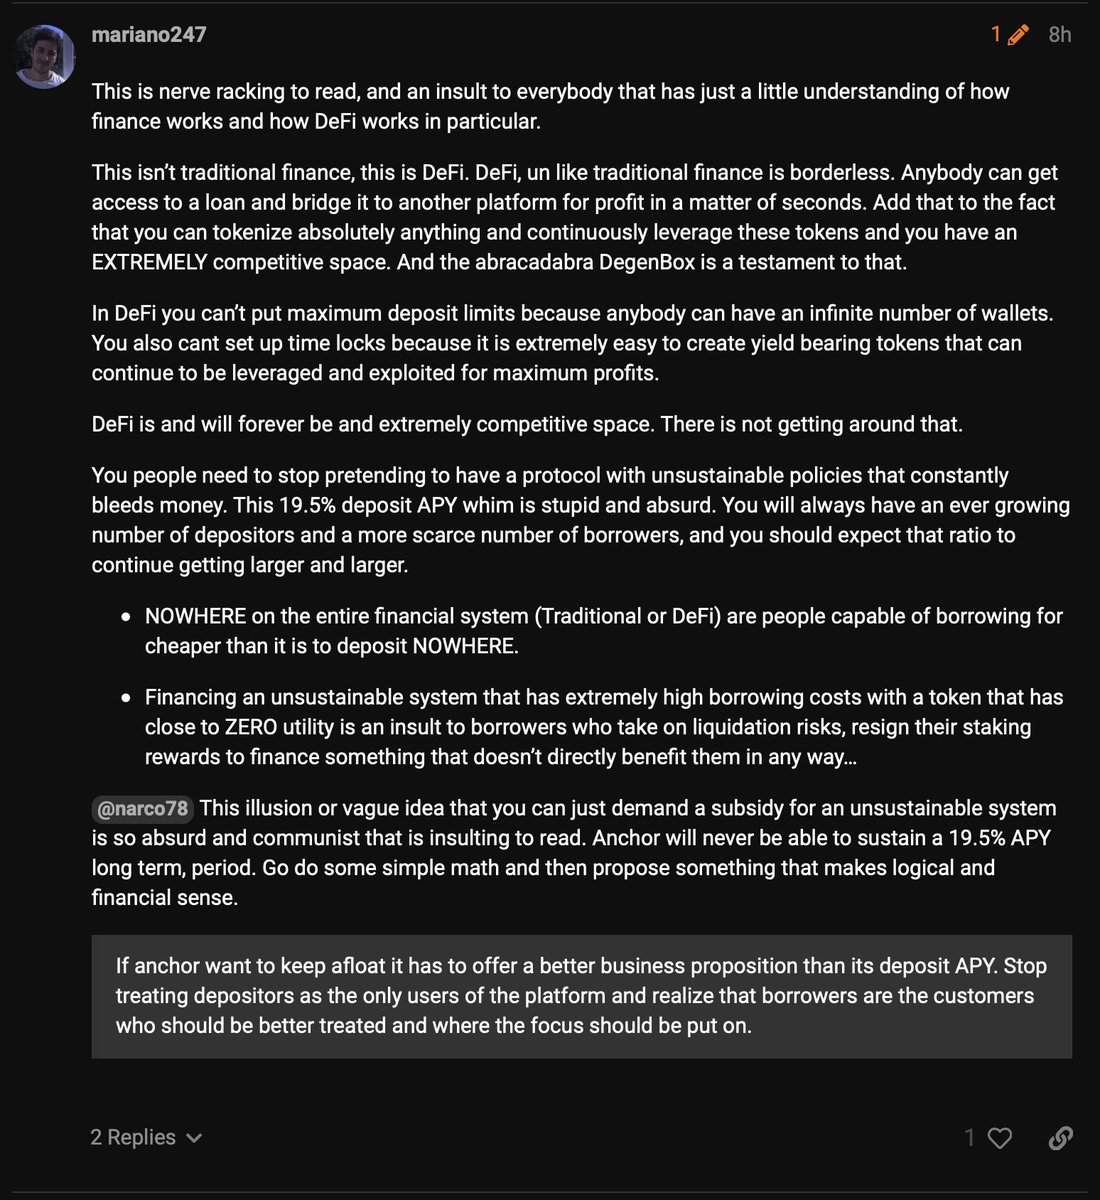 mariano247
1 8h
This is nerve racking to read, and an insult to everybody that has just a little understanding of how
finance works and how DeFi works in particular.
This isn’t traditional finance, this is DeFi. DeFi, un like traditional finance is borderless. Anybody can get
access to a loan and bridge it to another platform for profit in a matter of seconds. Add that to the fact
that you can tokenize absolutely anything and continuously leverage these tokens and you have an
EXTREMELY competitive space. And the abracadabra DegenBox is a testament to that.
In DeFi you can’t put maximum deposit limits because anybody can have an infinite number of wallets.
You also cant set up time locks because it is extremely easy to create yield bearing tokens that can
continue to be leveraged and exploited for maximum profits.
DeFi is and will forever be and extremely competitive space. There is not getting around that.
You people need to stop pretending to have a protocol with unsustainable policies that constantly
bleeds money. This 19.5% deposit APY whim is stupid and absurd. You will always have an ever growing
number of depositors and a more scarce number of borrowers, and you should expect that ratio to
continue getting larger and larger.
• NOWHERE on the entire financial system (Traditional or DeFi) are people capable of borrowing for
cheaper than it is to deposit NOWHERE.
• Financing an unsustainable system that has extremely high borrowing costs with a token that has
close to ZERO utility is an insult to borrowers who take on liquidation risks, resign their staking
rewards to finance something that doesn’t directly benefit them in any way…
@narco78 This illusion or vague idea that you can just demand a subsidy for an unsustainable system
is so absurd and communist that is insulting to read. Anchor will never be able to sustain a 19.5% APY
long term, period. Go do some simple math and then propose something that makes logical and
financial sense.
If anchor want to keep afloat it has to offer a better business proposition than its deposit APY. Stop
treating depositors as the only users of the platform and realize that borrowers are the customers
who should be better treated and where the focus should be put on.
2 Replies 1